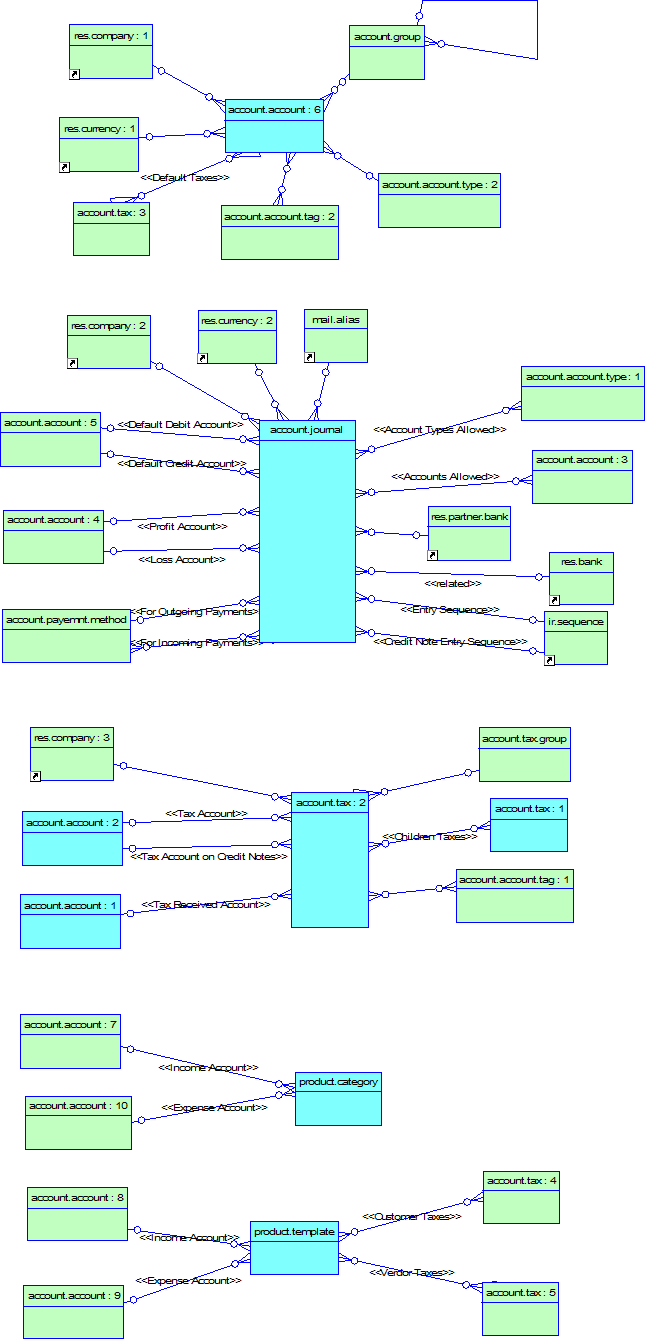 res.company : 1
account.group
account.account : 6
res.currency : 1
<<Default Taxes>>
account.account.type : 2
account.tax : 3
account.account.tag : 2
res.company : 2
res.currency : 2
mail.alias
account.account.type : 1
account.account : 5
<<Default Debit Account>>
account.journal
<<Account Types Allowed>>
<<Default Credit Account>>
account.account : 3
<<Accounts Allowed>>
account.account : 4
<<Profit Account>>
res.partner.bank
<<Loss Account>>
res.bank
<<related>>
account.payemnt.method
<<For Outgoing Payments>
<<Entry Sequence>>
ir.sequence
<<For Incoming Payments>>
<<Credit Note Entry Sequence>>
res.company : 3
account.tax.group
account.tax : 2
account.account : 2
<<Tax Account>>
account.tax : 1
<<Children Taxes>>
<<Tax Account on Credit Notes>>
account.account.tag : 1
account.account : 1
<<Tax Received Account>>
account.account : 7
<<Income Account>>
product.category
account.account : 10
<<Expense Account>>
account.tax : 4
account.account : 8
<<Customer Taxes>>
product.template
<<Income Account>>
<<Vendor Taxes>>
<<Expense Account>>
account.account : 9
account.tax : 5